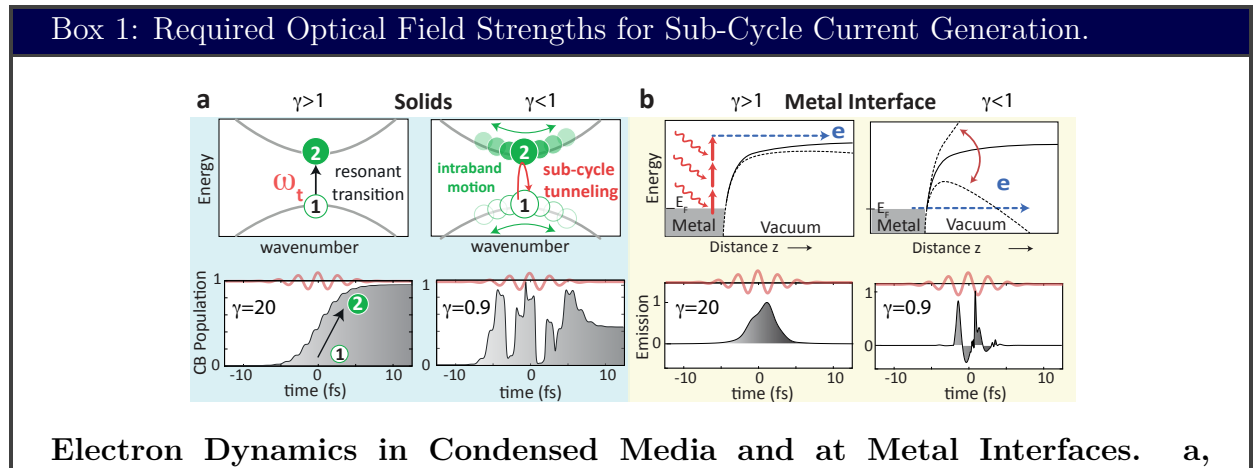 Box 1: Required Optical Field Strengths for Sub-Cycle Current Generation.
a γ>1 Solids γ<1 b γ>1 Metal Interface γ<1
Energy
2
ωt
1
resonant
transition
wavenumber
intraband
motion
2
sub-cycle
tunneling
1
wavenumber
Energy
e
EF
Metal
Vacuum
Distance z
e
EF
Metal
Vacuum
Distance z
CB Population
1
0
γ=20
2
1
-10 0 10
time (fs)
1
0
γ=0.9
-10 0 10
time (fs)
Emission
1
0
γ=20
-10 0 10
time (fs)
1
0
γ=0.9
-10 0 10
time (fs)
Electron Dynamics in Condensed Media and at Metal Interfaces. a,